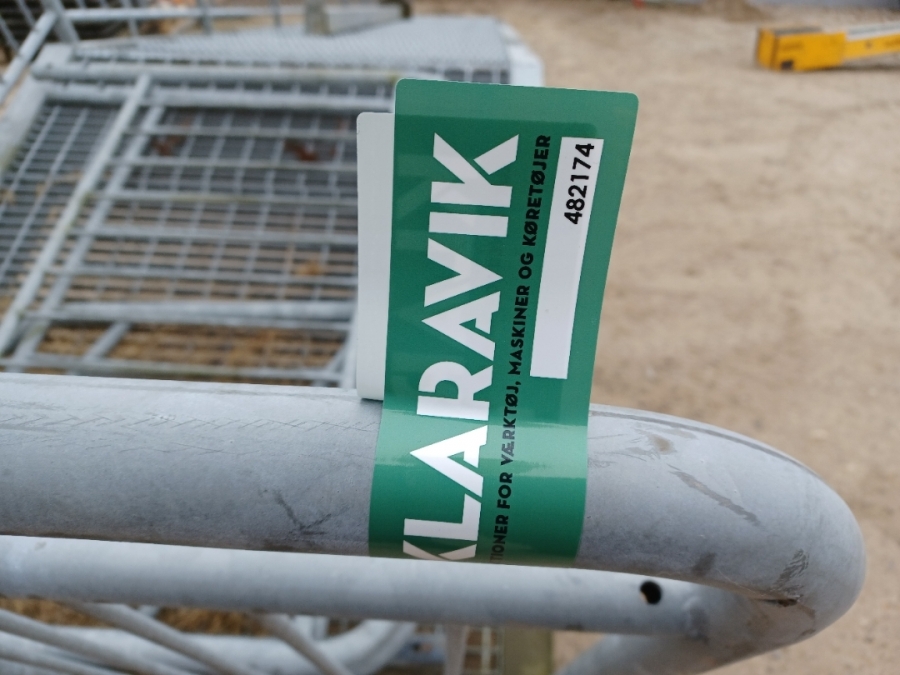 KLARAVIK
TIONER FOR VÆRKTØJ, MASKINER OG KØRETØJER
482174